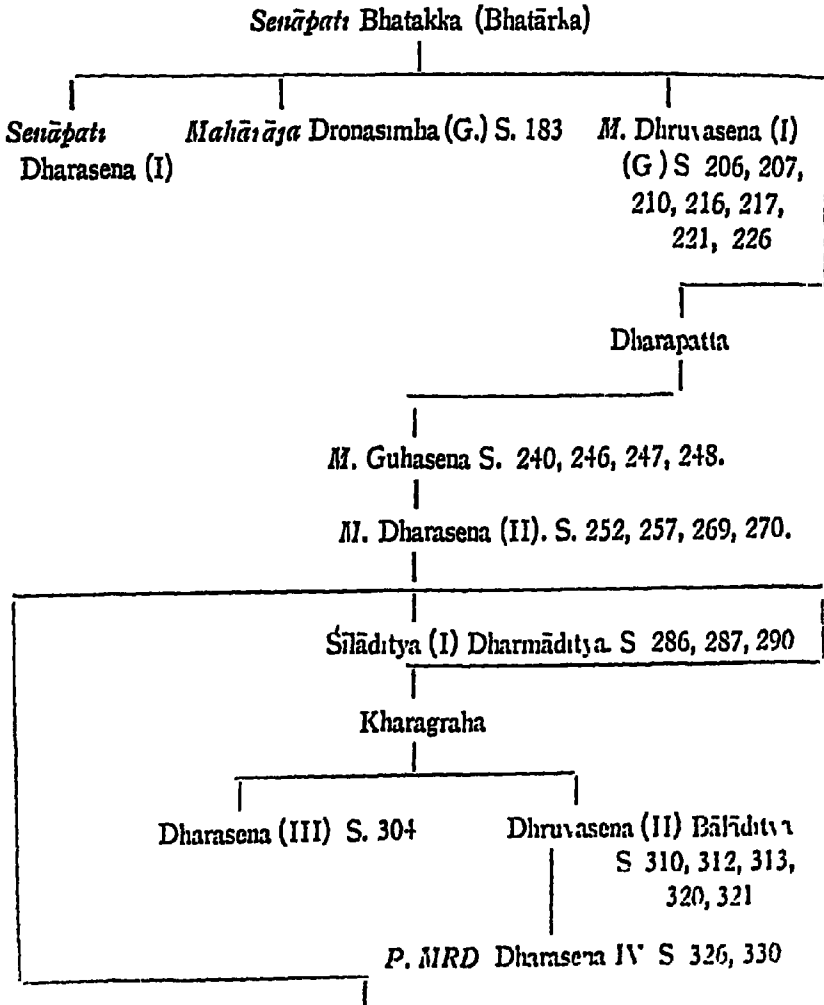 Senāpati Bhatakka (Bhatārka)
Senāpati Mahārāja Dronasimha (G.) S. 183 M. Dhruvasena (I)
Dharasena (I) (G) S 206, 207,
210, 216, 217,
221, 226
Dharapatta
M. Guhasena S. 240, 246, 247, 248.
M. Dharasena (II). S. 252, 257, 269, 270.
Śīlāditya (I) Dharmāditya. S 286, 287, 290
Kharagraha
Dharasena (III) S. 304 Dhruvasena (II) Bālāditya
S 310, 312, 313,
320, 321
P. MRD Dharasena IV S 326, 330